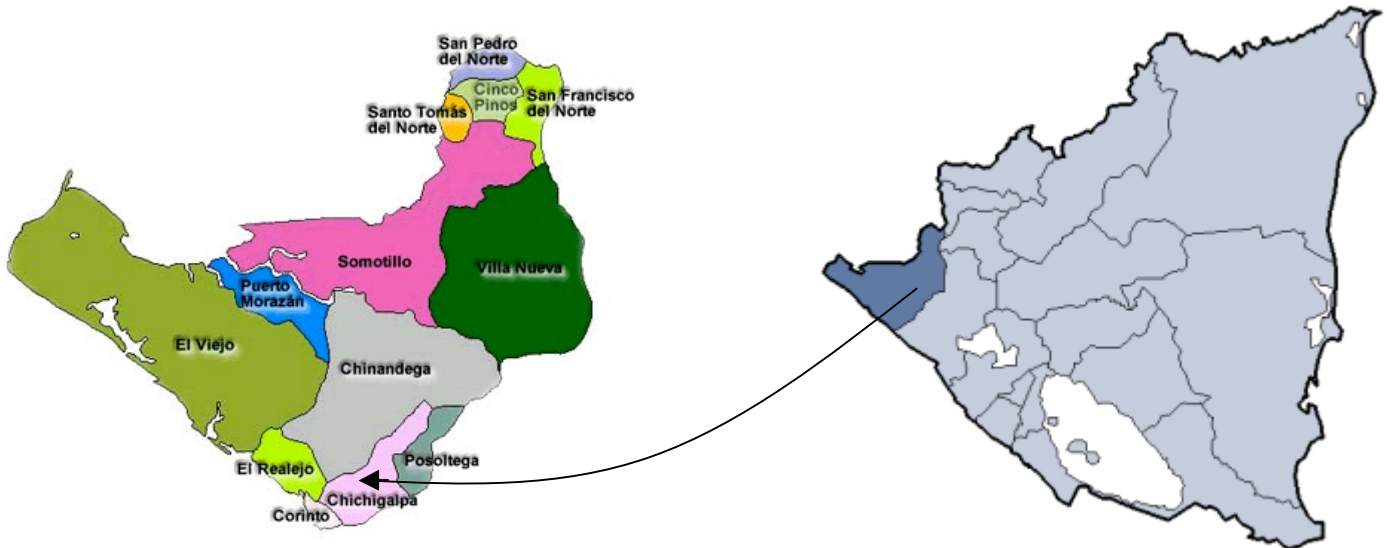 San Pedro
del Norte
Cinco
Pinos
San Francisco
del Norte
Santo Tomás
del Norte
Somotillo
Villa Nueva
Puerto
Morazán
El Viejo
Chinandega
Posoltega
El Realejo
Chichigalpa
Corinto